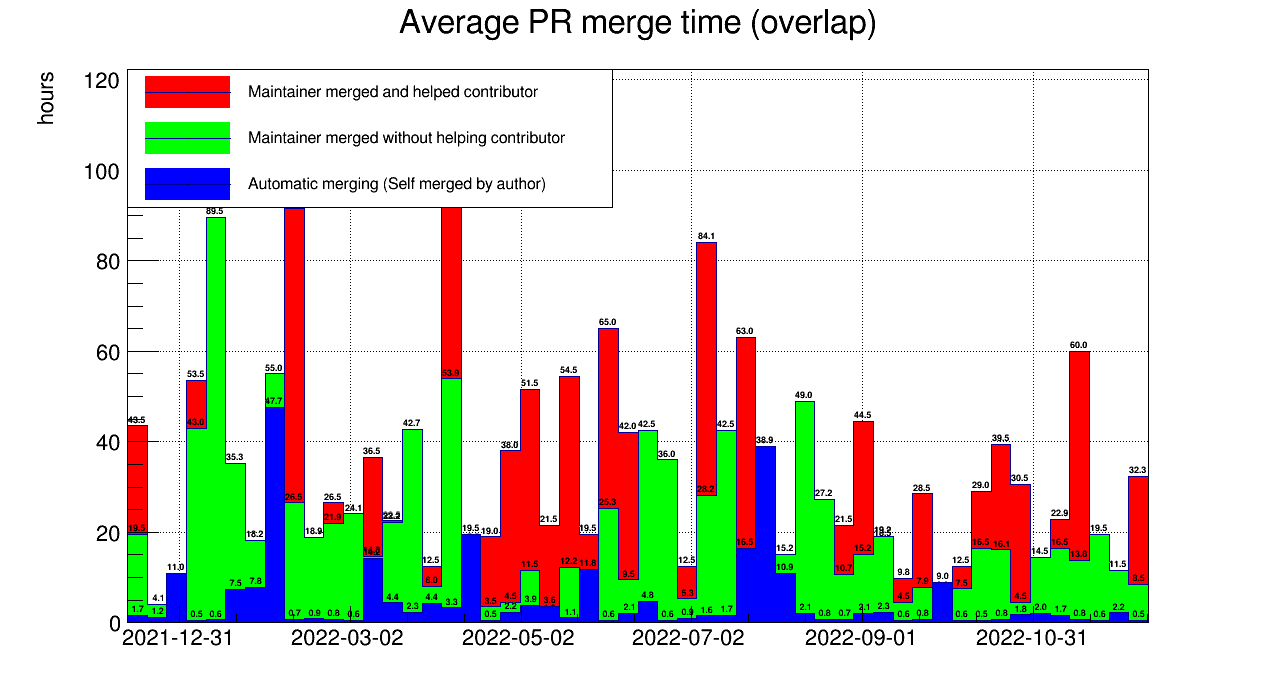 Average PR merge time (overlap)
hours
Maintainer merged and helped contributor
Maintainer merged without helping contributor
Automatic merging (Self merged by author)
120
100
80
60
40
20
0
89.5
84.1
65.0
63.0
60.0
55.0
53.5
53.9
54.5
51.5
49.0
47.7
43.5 43.0 42.7 42.0 42.5 42.5 44.5
38.0 38.9 39.5
35.3 36.5 36.0
32.3
30.5
29.0
28.2 28.5
26.5 26.5 24.1 25.3 27.2
21.9 22.2 21.5 21.5 22.9
19.5 18.2 18.9 19.5 19.0 19.5 19.2 19.5
16.5 15.2 15.2 16.5 16.1 14.5 16.5 13.8
11.0 12.5 11.5 12.2 11.8 12.5 10.9 10.7 12.5 11.5
7.5 7.8 8.0 9.5 9.8 7.9 9.0 7.5 8.5
4.1 4.4 4.4 3.3 3.5 4.5 3.9 3.6 4.8 5.3 4.5 4.5
1.7 1.2 0.5 0.6 0.7 0.9 0.8 0.6 2.3 0.5 2.2 1.1 0.6 2.1 0.6 0.9 1.6 1.7 2.1 0.8 0.7 2.1 2.3 0.6 0.8 0.6 0.5 0.8 1.8 2.0 1.7 0.8 0.6 2.2 0.5
2021-12-31 2022-03-02 2022-05-02 2022-07-02 2022-09-01 2022-10-31